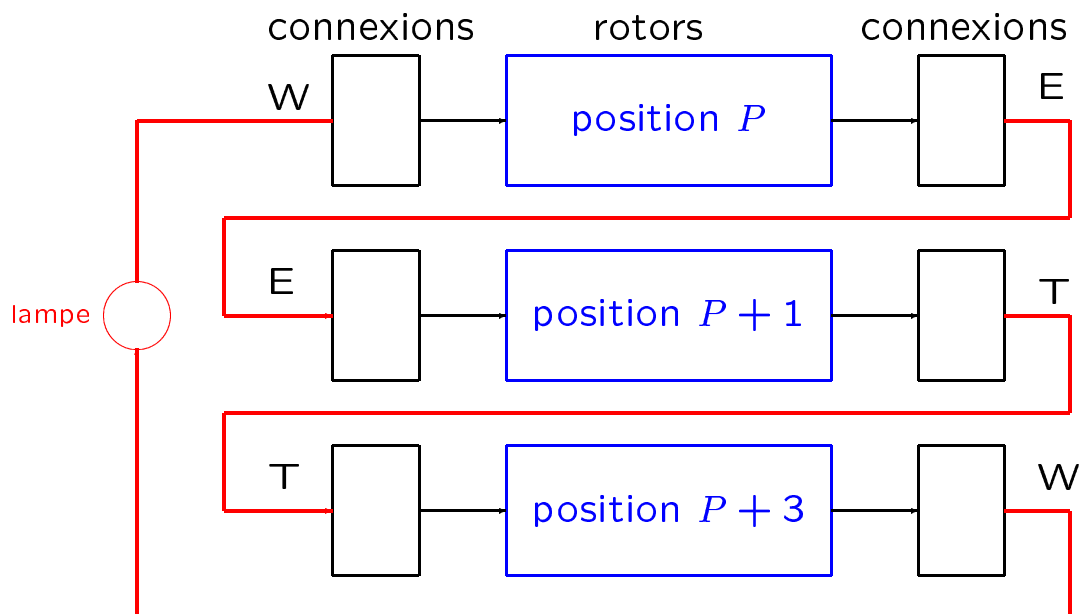 connexions rotors connexions
W position P E
E position P + 1 T
lampe
T position P + 3 W